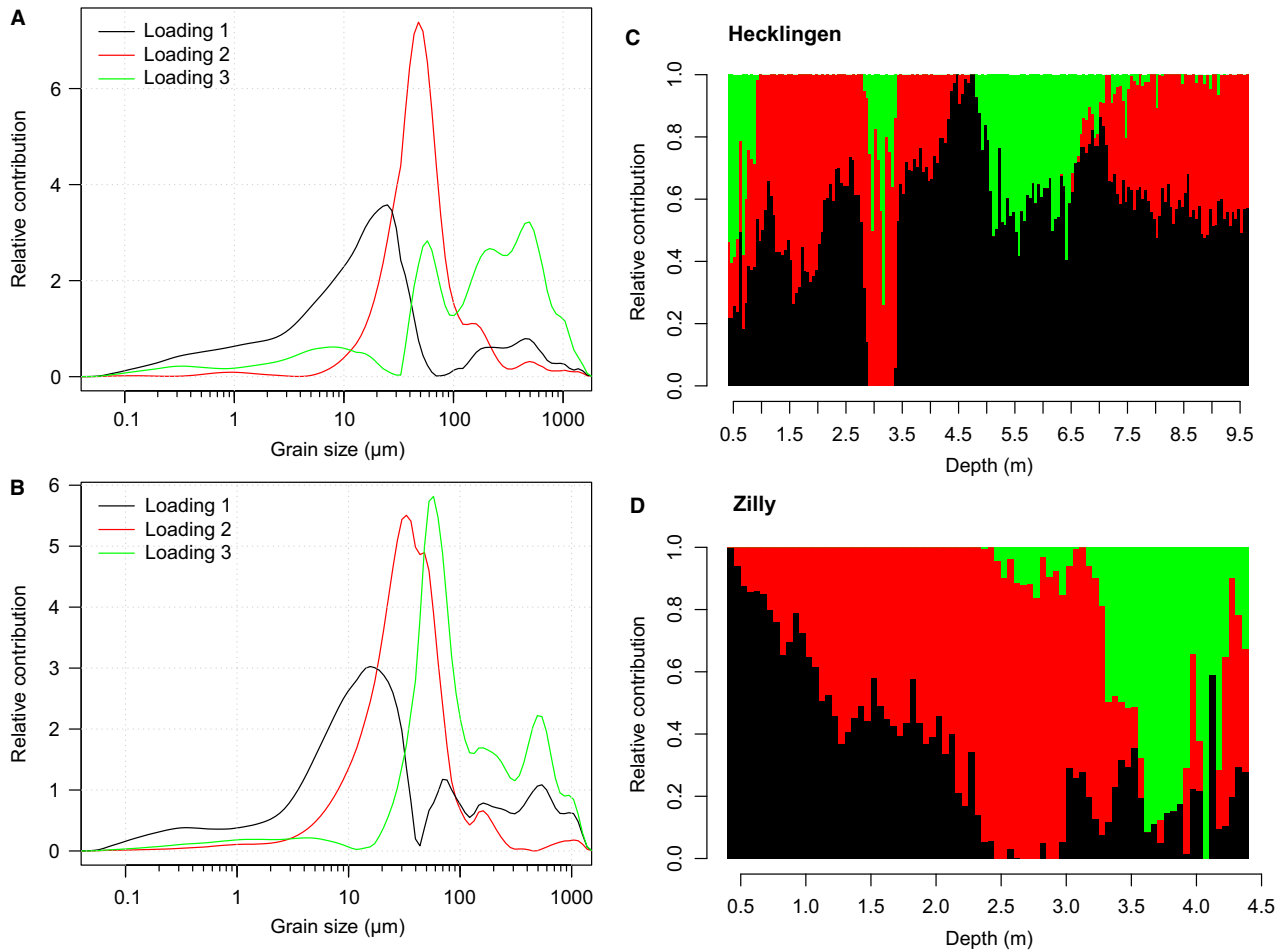 A
Loading 1
Loading 2
Loading 3
Relative contribution
6
4
2
0
0.1 1 10 100 1000
Grain size (µm)
B
Loading 1
Loading 2
Loading 3
Relative contribution
6
5
4
3
2
1
0
0.1 1 10 100 1000
Grain size (µm)
C Hecklingen
Relative contribution
1.0
0.8
0.6
0.4
0.2
0.0
0.5 1.5 2.5 3.5 4.5 5.5 6.5 7.5 8.5 9.5
Depth (m)
D Zilly
Relative contribution
1.0
0.8
0.6
0.4
0.2
0.0
0.5 1.0 1.5 2.0 2.5 3.0 3.5 4.0 4.5
Depth (m)